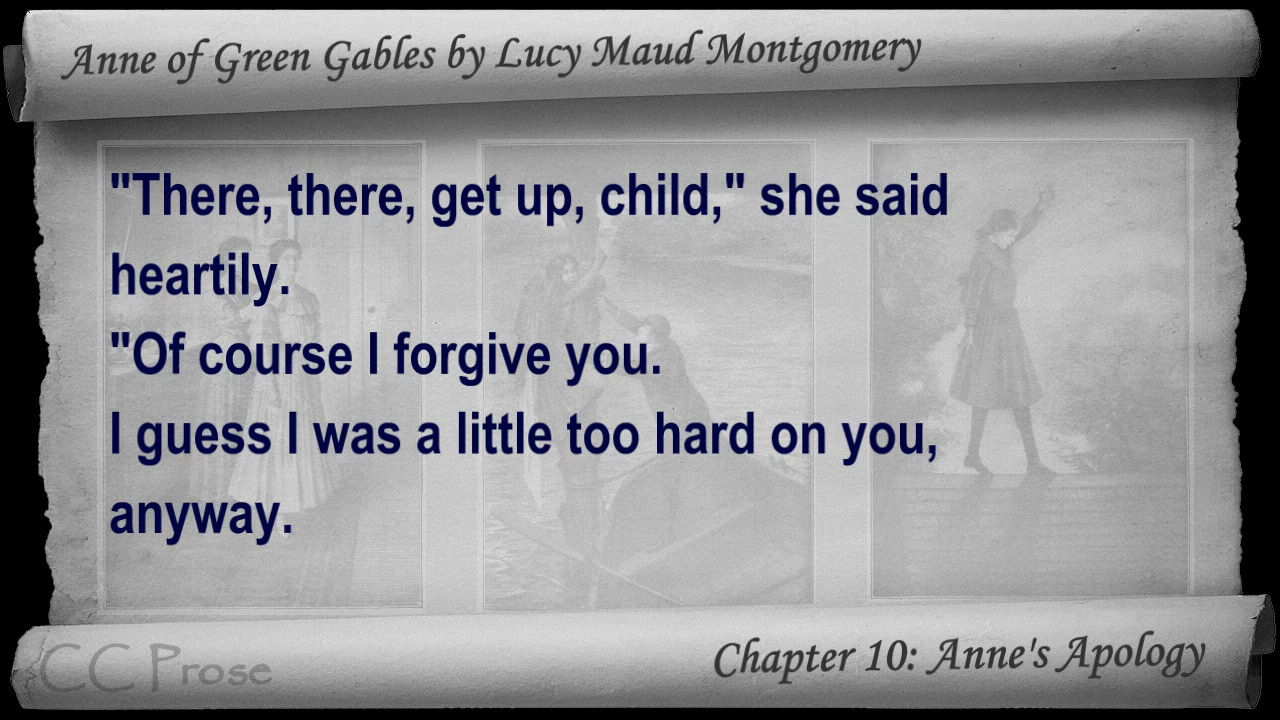 Anne of Green Gables by Lucy Maud Montgomery
"There, there, get up, child," she said
heartily.
"Of course I forgive you.
I guess I was a little too hard on you,
anyway.
CC Prose
Chapter 10: Anne's Apology